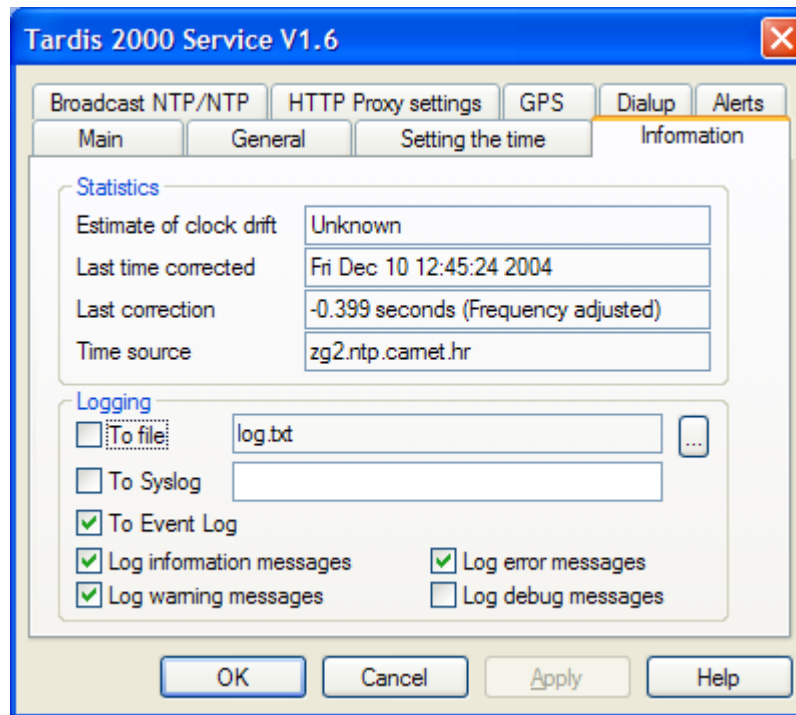 Tardis 2000 Service V1.6
Broadcast NTP/NTP HTTP Proxy settings GPS Dialup Alerts
Main General Setting the time Information
Statistics
Estimate of clock drift Unknown
Last time corrected Fri Dec 10 12:45:24 2004
Last correction -0.399 seconds (Frequency adjusted)
Time source zg2.ntp.carnet.hr
Logging
To file log.txt ...
To Syslog
To Event Log
Log information messages Log error messages
Log warning messages Log debug messages
OK Cancel Apply Help